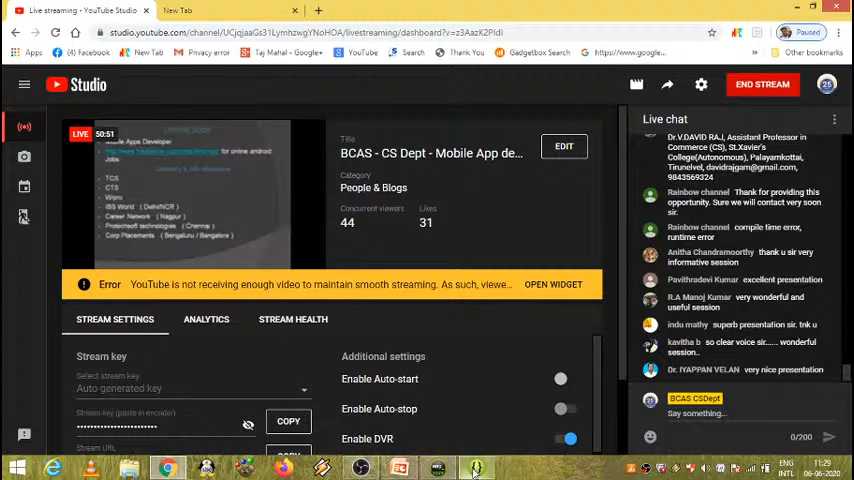 Live streaming - YouTube Studio
New Tab
studio.youtube.com/channel/UCjqjaaGs31LymhzwgYNoHOA/livestreaming/dashboard?v=z3AazK2PIdI
Paused
Apps
(4) Facebook
New Tab
Privacy error
Taj Mahal - Google+
YouTube
Search
Thank You
Gadgetbox Search
https://www.google...
Other bookmarks
Studio
END STREAM
25
LIVE 50:51
Online Jobs
Mobile Apps Developer
for online android
Jobs
TCS
CTS
Wipro
IBS World ( Delhi/NCR )
Career Network ( Nagpur )
Protechsoft technologies ( Chennai )
Corp Placements ( Bengaluru / Bangalore )
Title
BCAS - CS Dept - Mobile App de...
EDIT
Category
People & Blogs
Concurrent viewers
44
Likes
31
Error YouTube is not receiving enough video to maintain smooth streaming. As such, viewe...
OPEN WIDGET
STREAM SETTINGS
ANALYTICS
STREAM HEALTH
Stream key
Select stream key
Auto generated key
Stream key (paste in encoder)
COPY
Stream URL
COPY
Additional settings
Enable Auto-start
Enable Auto-stop
Enable DVR
Live chat
Dr.V.DAVID RAJ, Assistant Professor in
Commerce (CS), St.Xavier's
College(Autonomous), Palayamkottai,
Tirunelvel, davidrajgam@gmail.com,
9843569324
Rainbow channel Thank for providing this
opportunity. Sure we will contact very soon
sir.
Rainbow channel compile time error,
runtime error
Anitha Chandramoorthy thank u sir very
informative session
Pavithradevi Kumar excellent presentation
R.A Manoj Kumar very wonderful and
useful session
indu mathy superb presentation sir. tnk u
kavitha b so clear voice sir...... wonderful
session..
Dr. IYAPPAN VELAN very nice presentation
25
BCAS CSDept
Say something...
0/200
ENG
INTL
11:29
06-06-2020